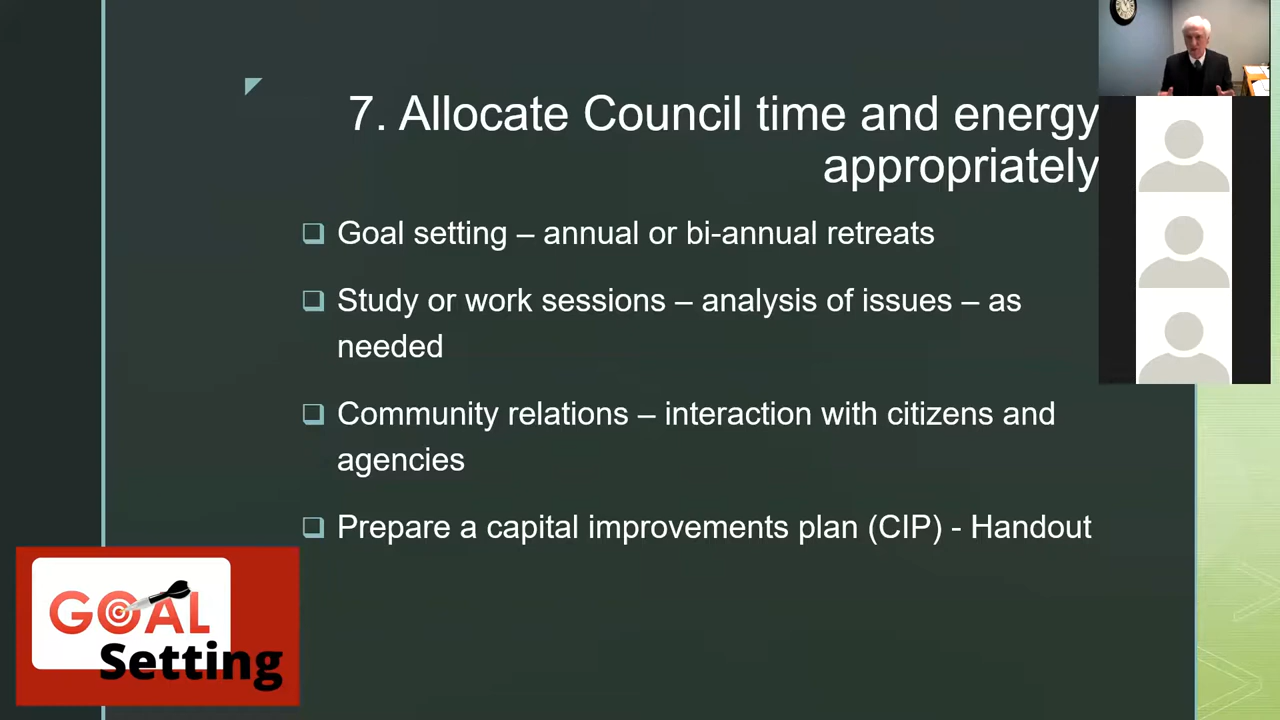 7. Allocate Council time and energy
appropriately
❑ Goal setting – annual or bi-annual retreats
❑ Study or work sessions – analysis of issues – as
needed
❑ Community relations – interaction with citizens and
agencies
❑ Prepare a capital improvements plan (CIP) - Handout
GOAL
Setting